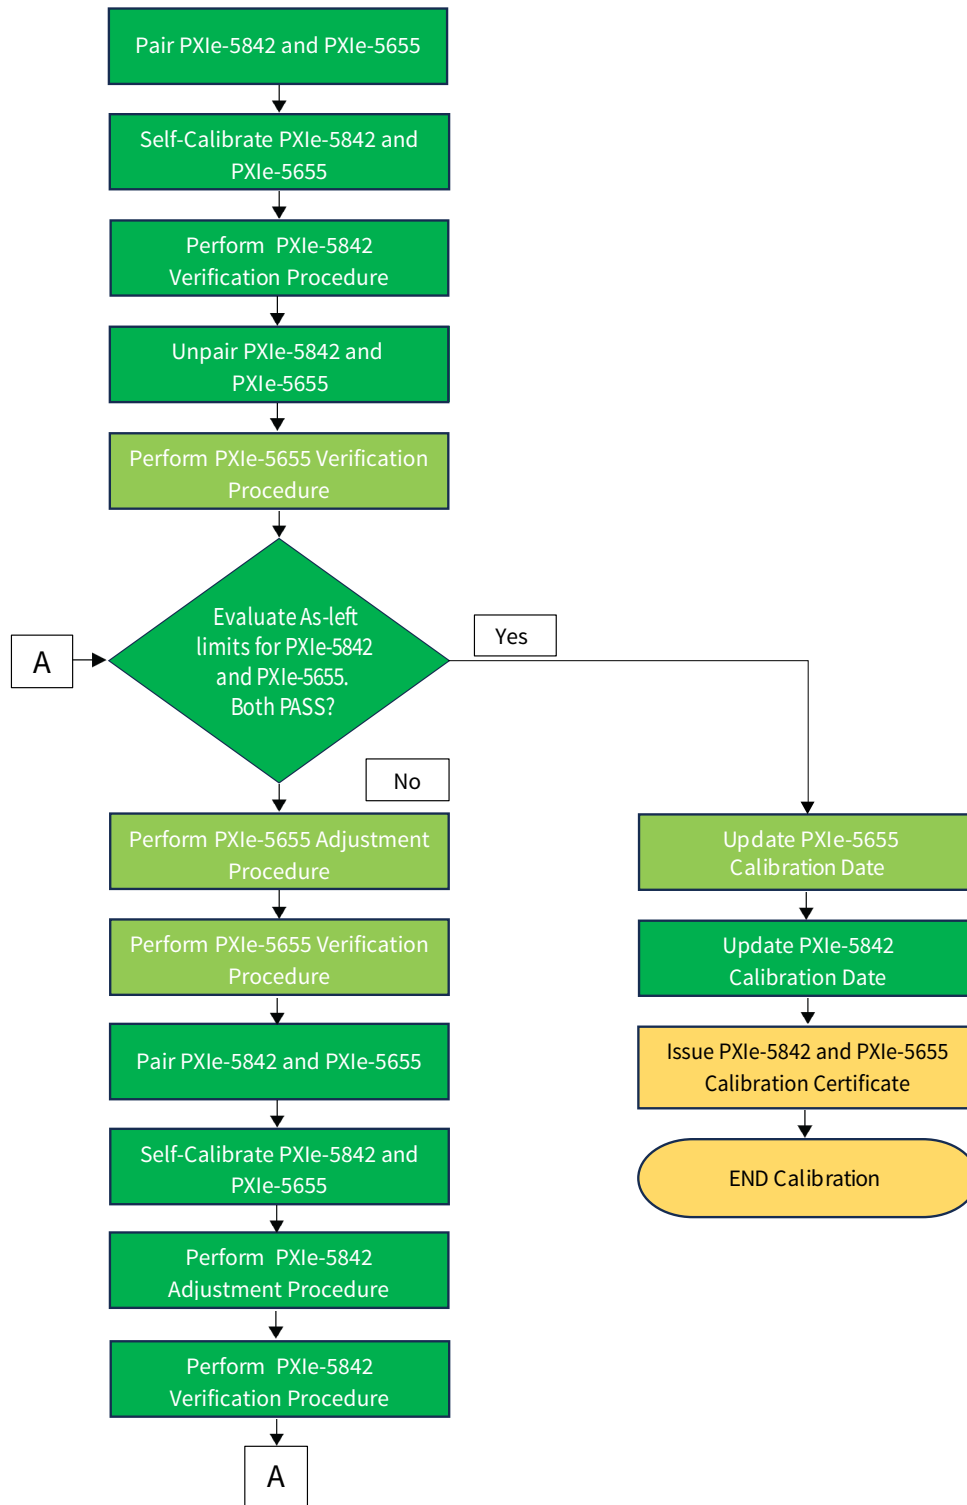 Pair PXIe-5842 and PXIe-5655
Self-Calibrate PXIe-5842 and
PXIe-5655
Perform PXIe-5842
Verification Procedure
Unpair PXIe-5842 and
PXIe-5655
Perform PXIe-5655 Verification
Procedure
Evaluate As-left
limits for PXIe-5842
and PXIe-5655.
Both PASS?
A
Yes
No
Perform PXIe-5655 Adjustment
Procedure
Perform PXIe-5655 Verification
Procedure
Pair PXIe-5842 and PXIe-5655
Self-Calibrate PXIe-5842 and
PXIe-5655
Perform PXIe-5842
Adjustment Procedure
Perform PXIe-5842
Verification Procedure
A
Update PXIe-5655
Calibration Date
Update PXIe-5842
Calibration Date
Issue PXIe-5842 and PXIe-5655
Calibration Certificate
END Calibration